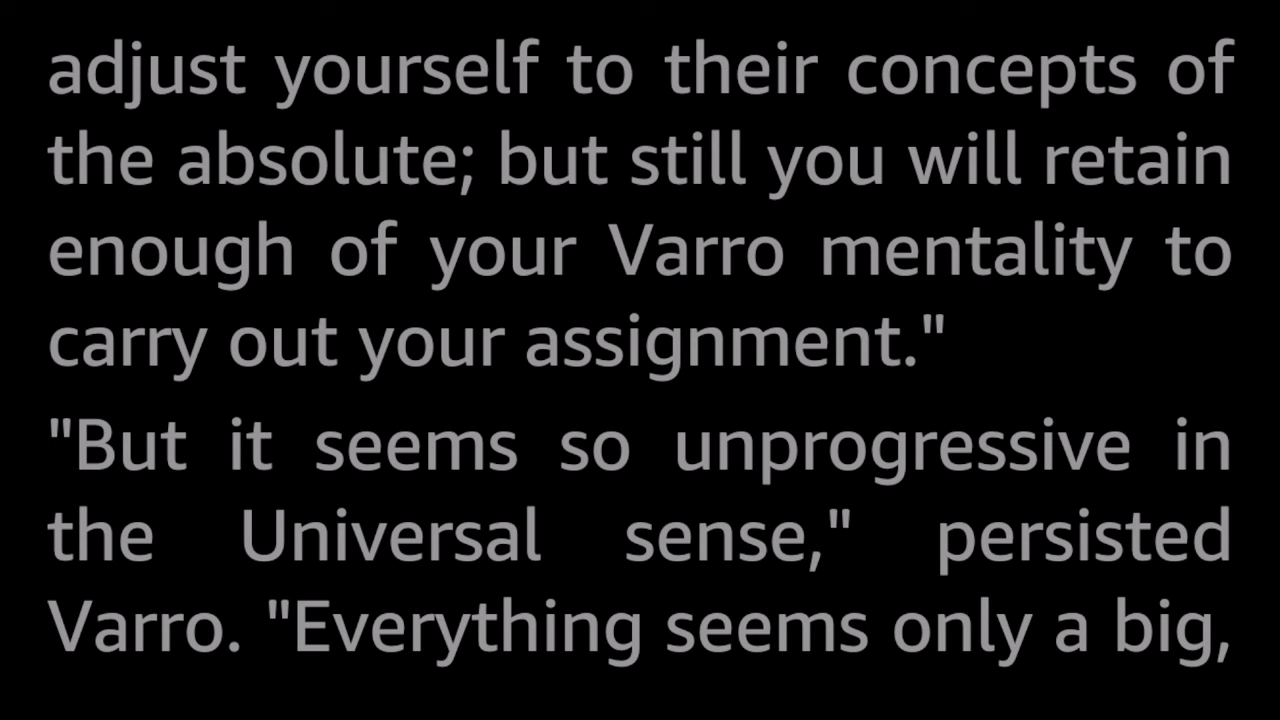 adjust yourself to their concepts of
the absolute; but still you will retain
enough of your Varro mentality to
carry out your assignment."
"But it seems so unprogressive in
the Universal sense," persisted
Varro. "Everything seems only a big,